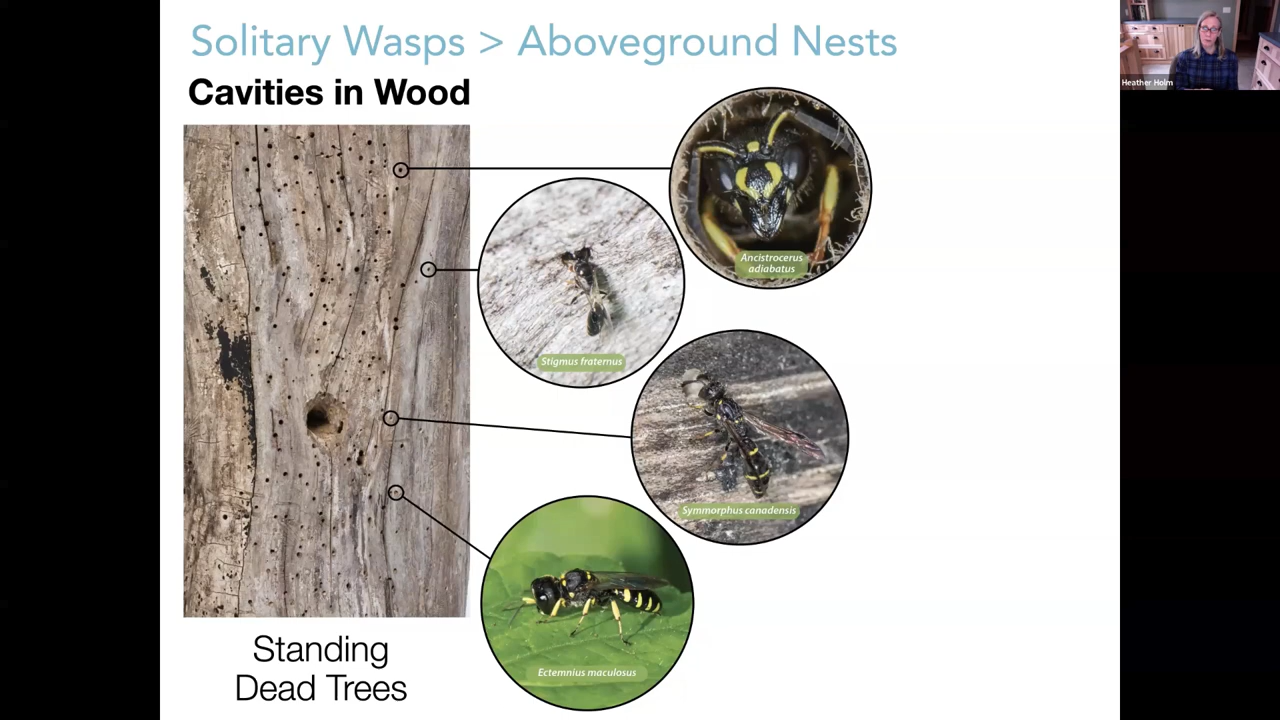 Solitary Wasps > Aboveground Nests
Cavities in Wood
Heather Holm
Ancistrocerus
adiabatus
Stigmus fraternus
Symmorphus canadensis
Ectemnius maculosus
Standing
Dead Trees